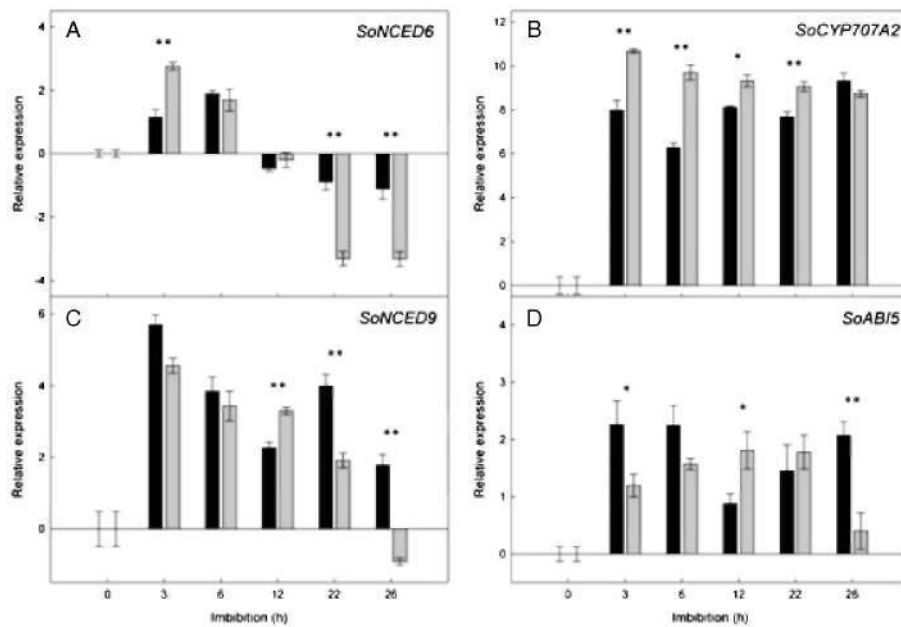 A
SoNCED6
**
**
**
4
2
0
-2
-4
Relative expression
B
SoCYP707A2
**
**
*
**
12
10
8
6
4
2
0
Relative expression
C
SoNCED9
**
**
**
6
4
2
0
Relative expression
0 3 6 12 22 26
Imbibition (h)
D
SoABI5
*
*
**
4
3
2
1
0
Relative expression
0 3 6 12 22 26
Imbibition (h)